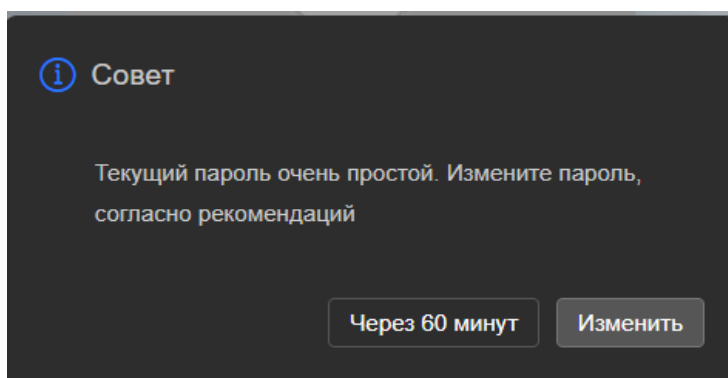 Совет
Текущий пароль очень простой. Измените пароль,
согласно рекомендаций
Через 60 минут
Изменить